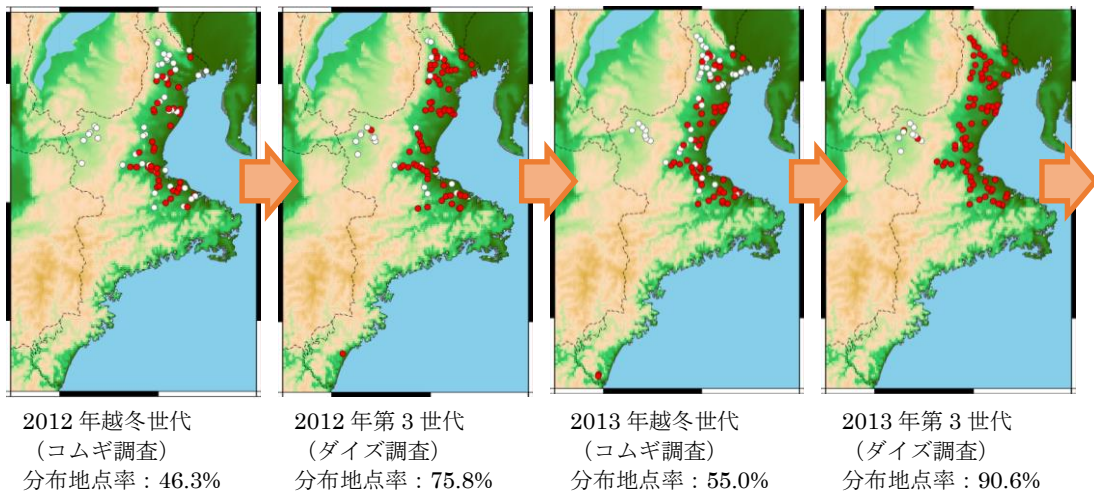 2012 年越冬世代
（コムギ調査）
分布地点率：46.3%
2012 年第 3 世代
（ダイズ調査）
分布地点率：75.8%
2013 年越冬世代
（コムギ調査）
分布地点率：55.0%
2013 年第 3 世代
（ダイズ調査）
分布地点率：90.6%